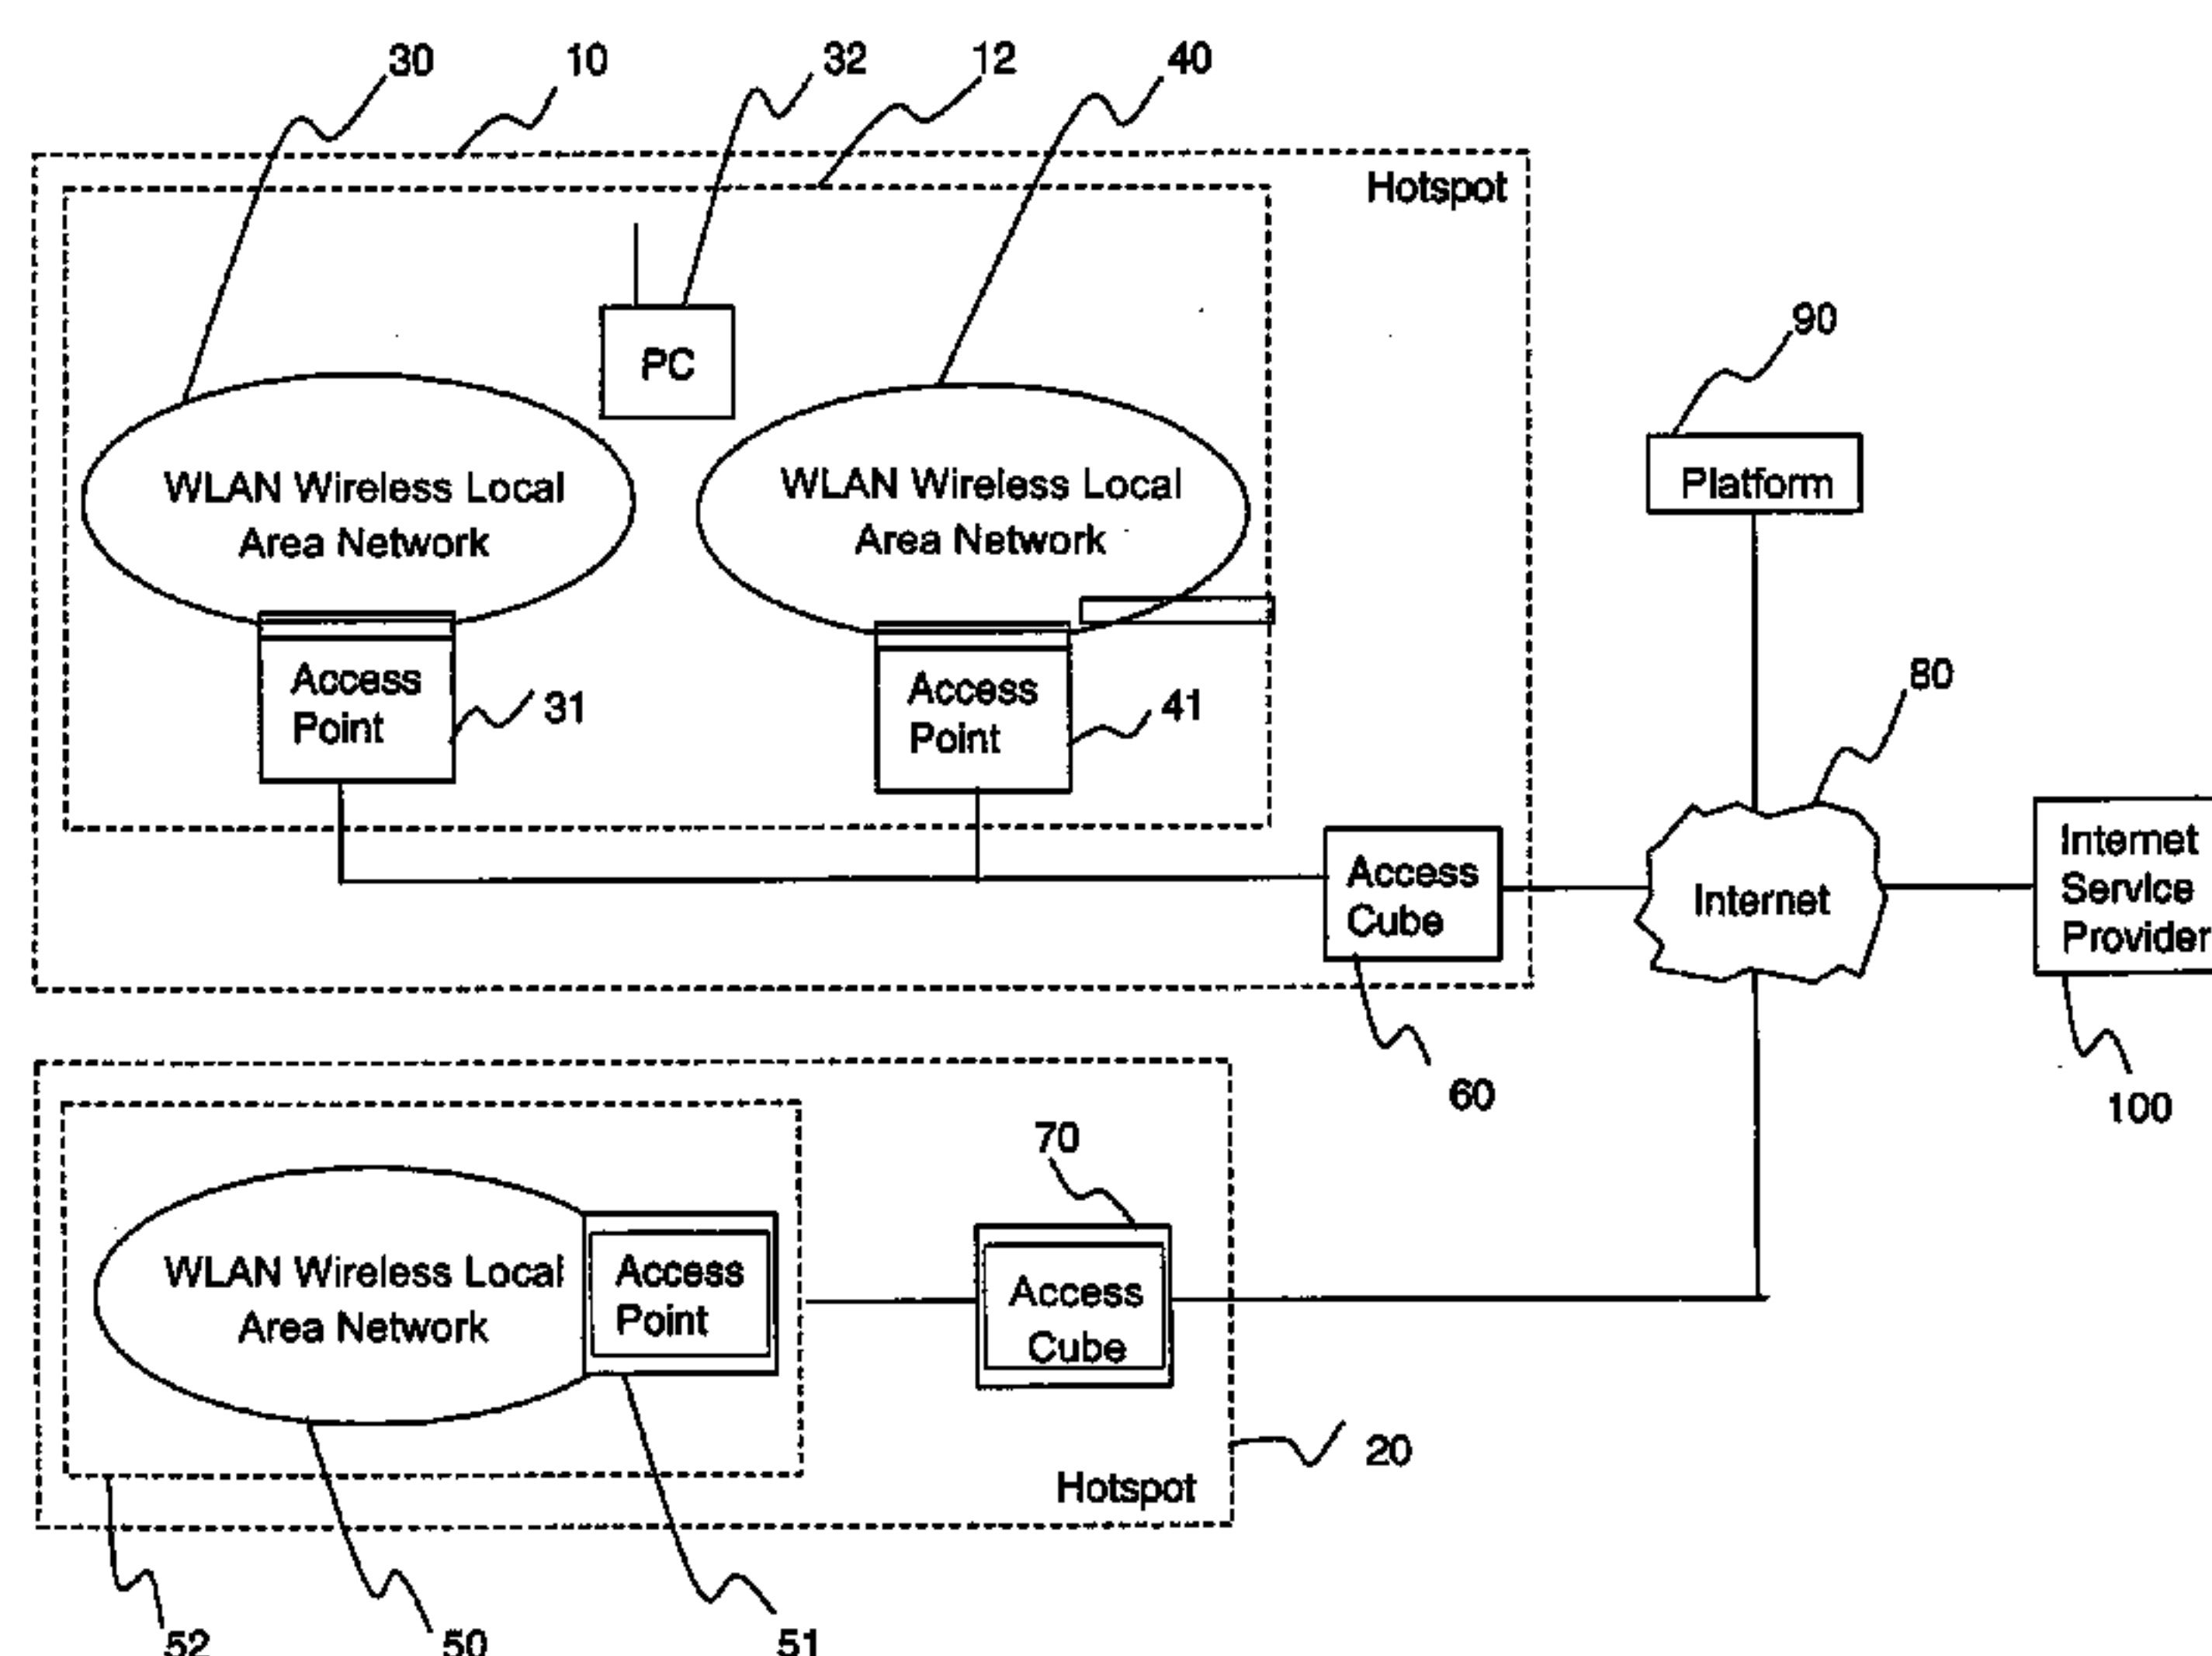 30
10
32
12
40
Hotspot
PC
90
Platform
WLAN Wireless Local
Area Network
WLAN Wireless Local
Area Network
Access
Point
31
Access
Point
41
80
Access
Cube
Internet
Internet
Service
Provider
60
100
70
WLAN Wireless Local
Area Network
Access
Point
Access
Cube
20
Hotspot
52
50
51